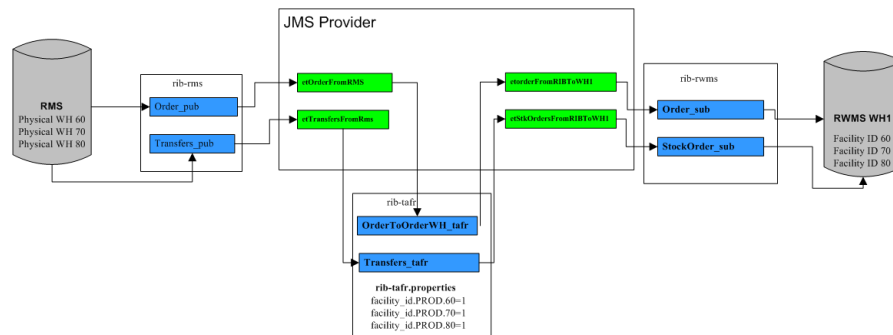 JMS Provider
RMS
Physical WH 60
Physical WH 70
Physical WH 80
rib-rms
Order_pub
Transfers_pub
etOrderFromRMS
etTransfersFromRms
etorderFromRIBToWH1
etStkOrdersFromRIBToWH1
rib-rwms
Order_sub
StockOrder_sub
RWMS WH1
Facility ID 60
Facility ID 70
Facility ID 80
rib-tafr
OrderToOrderWH_tafr
Transfers_tafr
rib-tafr.properties
facility_id.PROD.60=1
facility_id.PROD.70=1
facility_id.PROD.80=1